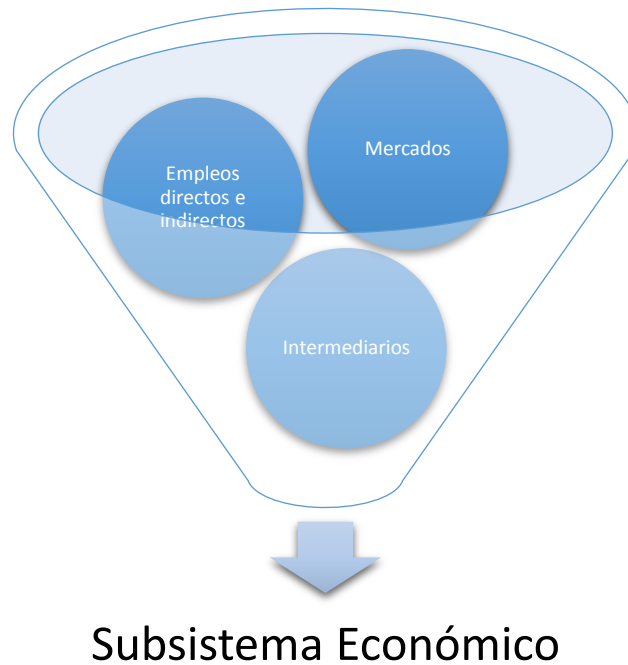 Mercados
Empleos
directos e
indirectos
Intermediarios
Subsistema Económico